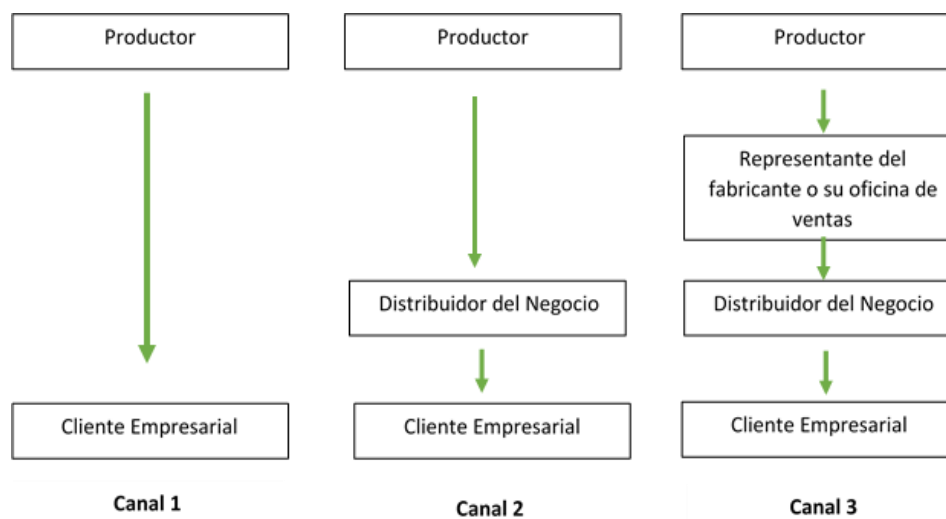 Productor
Productor
Productor
Representante del
fabricante o su oficina de
ventas
Distribuidor del Negocio
Distribuidor del Negocio
Cliente Empresarial
Cliente Empresarial
Cliente Empresarial
Canal 1
Canal 2
Canal 3